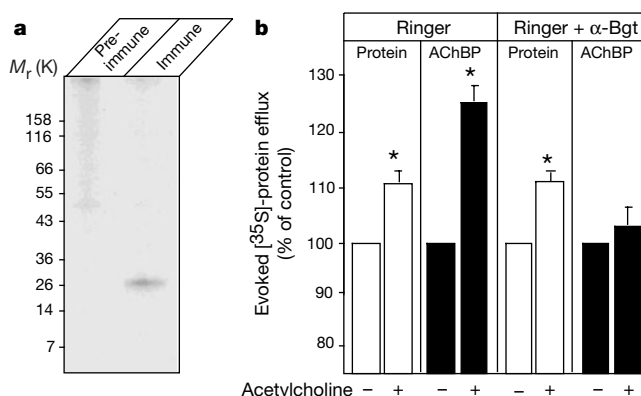 a
Pre-immune
Immune
Mr (K)
158
116
66
55
43
36
26
14
7
b
Ringer
Ringer + α-Bgt
Protein
AChBP
Protein
AChBP
Evoked [35S]-protein efflux
(% of control)
130
120
110
100
90
80
*
*
*
Acetylcholine – + – + – + – +